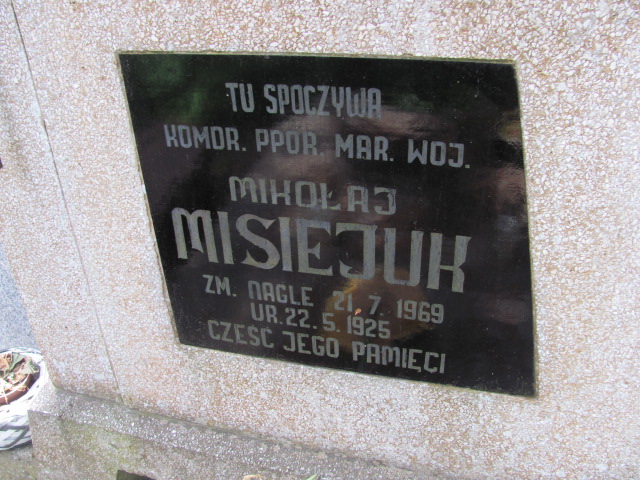 TU SPOCZYWA
KOMOR. PPOR. MAR. WOJ.
MIKOŁAJ
MISIEJUK
ZM. NAGLE 21.7.1969
UR. 22.5.1925
CZEŚĆ JEGO PAMIĘCI